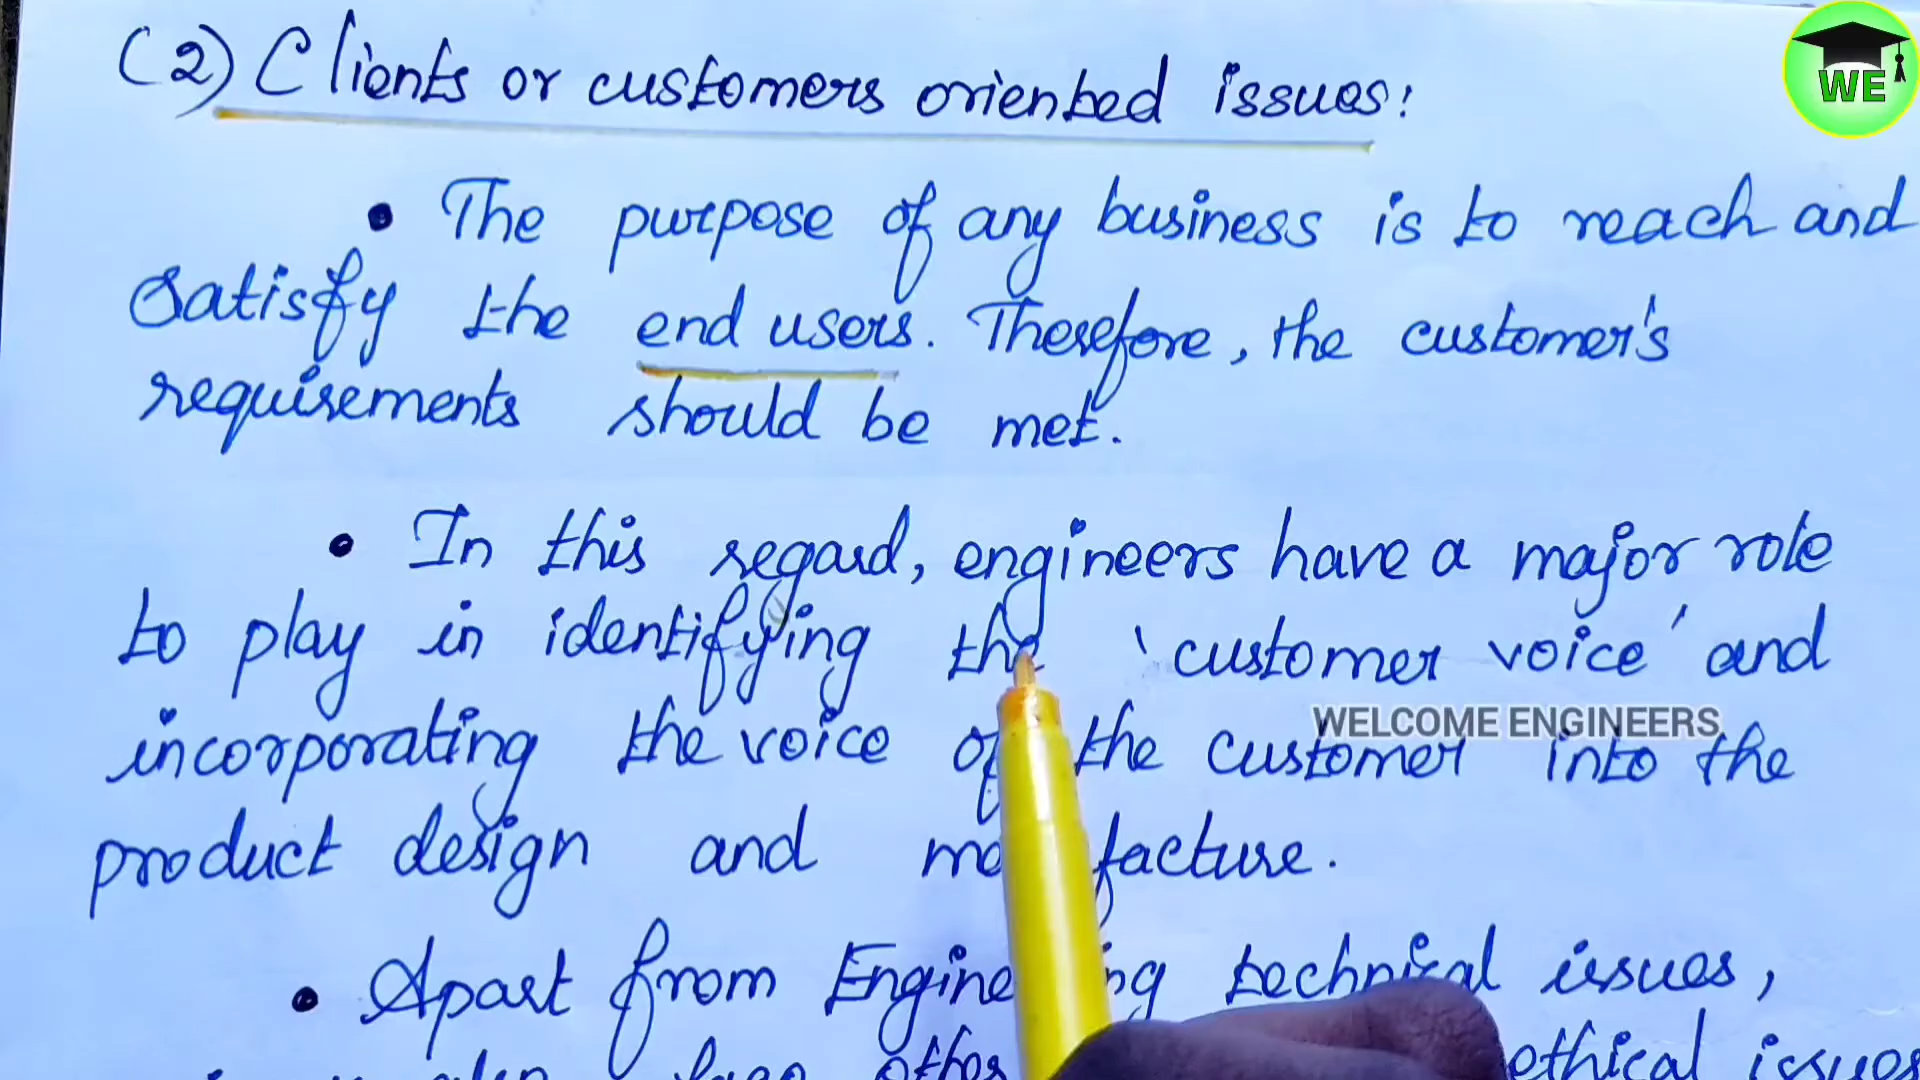 (2) Clients or customers oriented issues:
WE
• The purpose of any business is to reach and
satisfy the end users. Therefore, the customer's
requirements should be met.
• In this regard, engineers have a major role
to play in identifying the 'customer voice' and
incorporating the voice of the customer into the
WELCOME ENGINEERS
product design and facture.
• Apart from technical issues,
other ethical issues